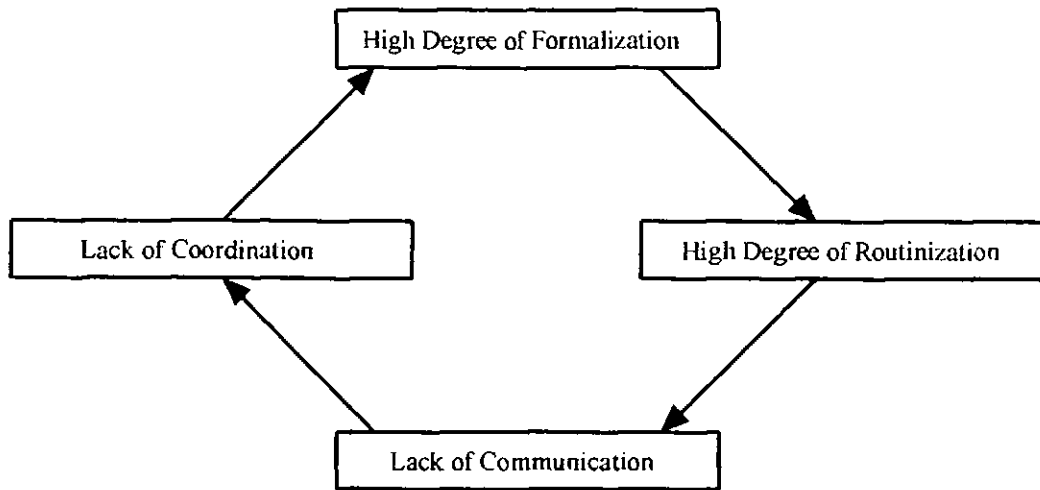 High Degree of Formalization
Lack of Coordination
High Degree of Routinization
Lack of Communication